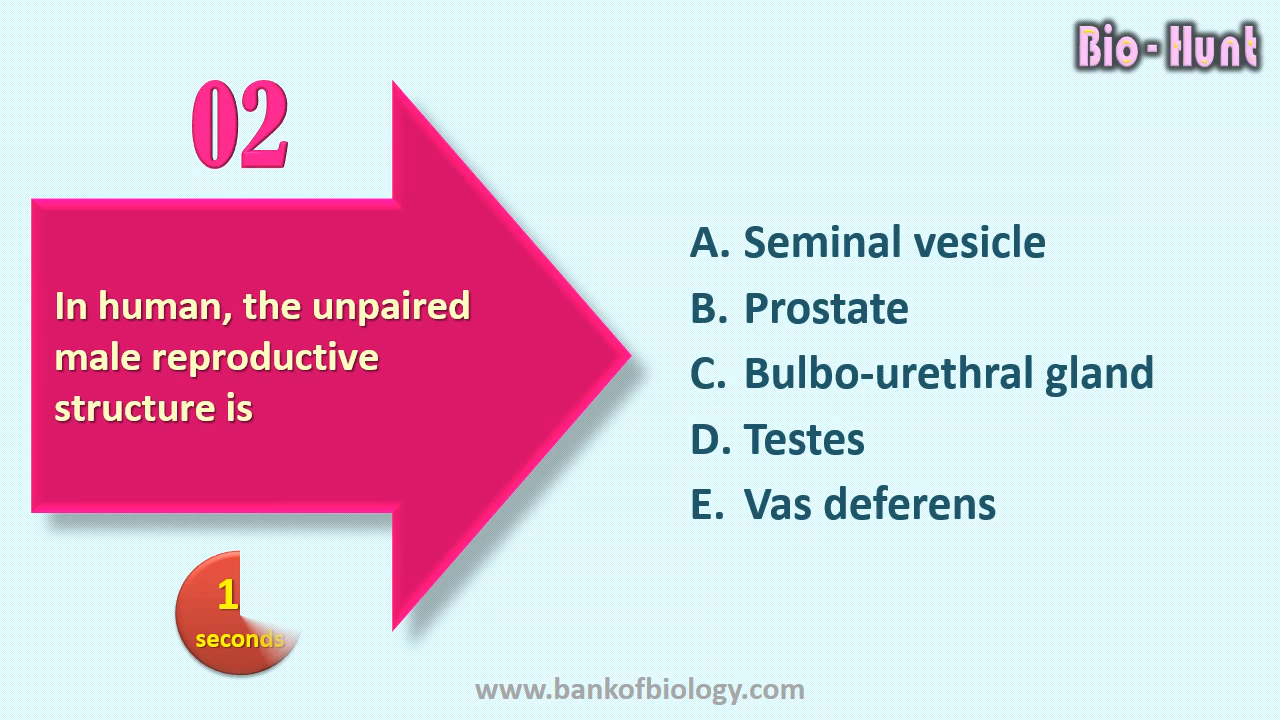 Bio - Hunt
02
In human, the unpaired
male reproductive
structure is
A. Seminal vesicle
B. Prostate
C. Bulbo-urethral gland
D. Testes
E. Vas deferens
1
seconds
www.bankofbiology.com